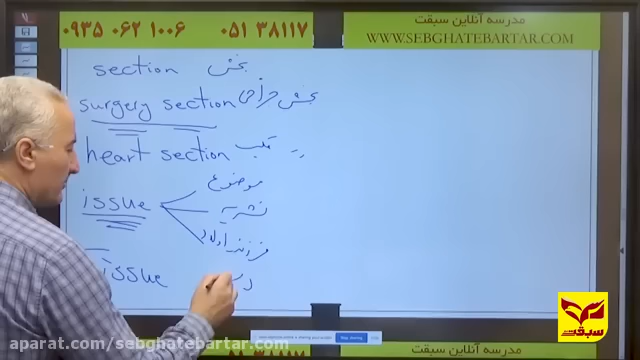 ۰۹۳۵ ۰۶۲ ۱۰۰۶ ۰۵۱ ۳۸۱۱۷
مدرسه آنلاین سبقت
WWW.SEBGHATEBARTAR.COM
section بخش
surgery section بخش جراحی
heart section قلب
issue موضوع
نشریه
فرزند اولاد
issue
سبقت
aparat.com/sebghatebartar.com
مدرسه آنلاین سبقت